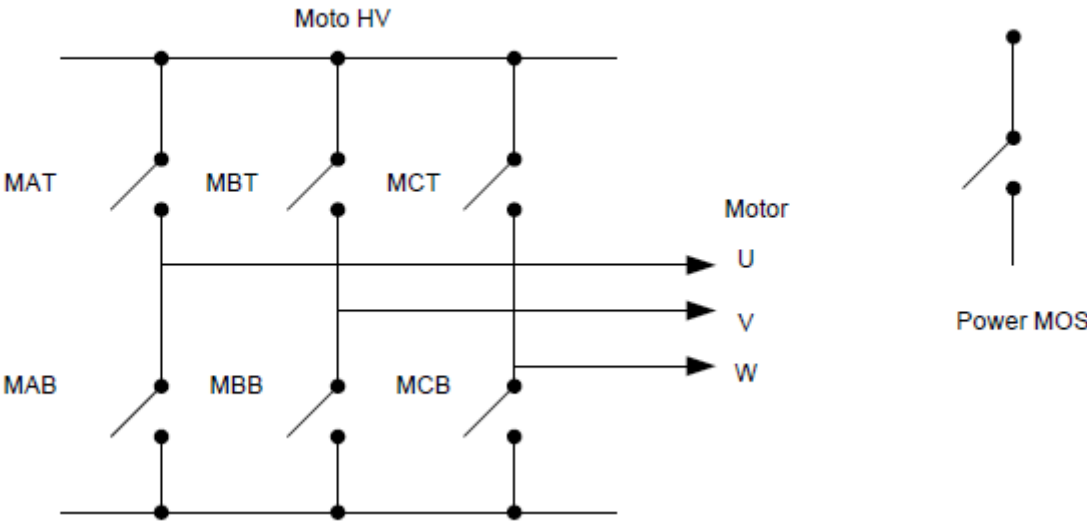 Moto HV
MAT
MBT
MCT
Motor
U
V
Power MOS
W
MAB
MBB
MCB